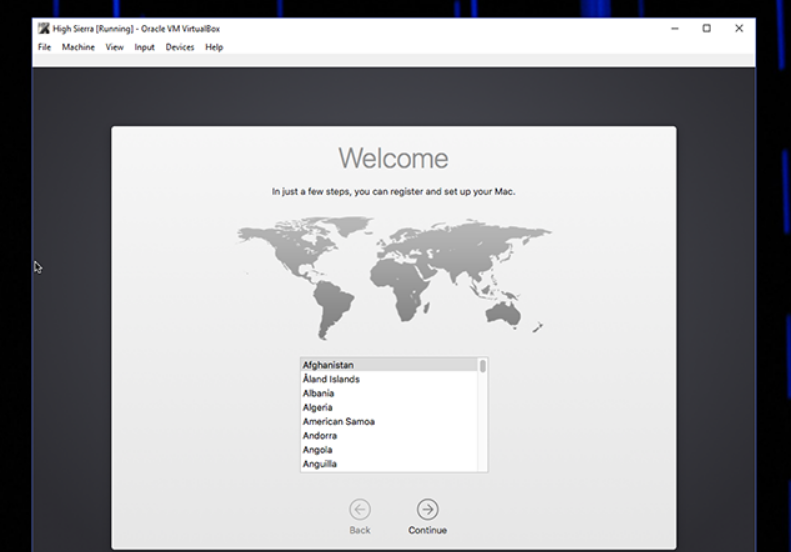 High Sierra [Running] - Oracle VM VirtualBox
File Machine View Input Devices Help
Welcome
In just a few steps, you can register and set up your Mac.
Afghanistan
Åland Islands
Albania
Algeria
American Samoa
Andorra
Angola
Anguilla
Back Continue